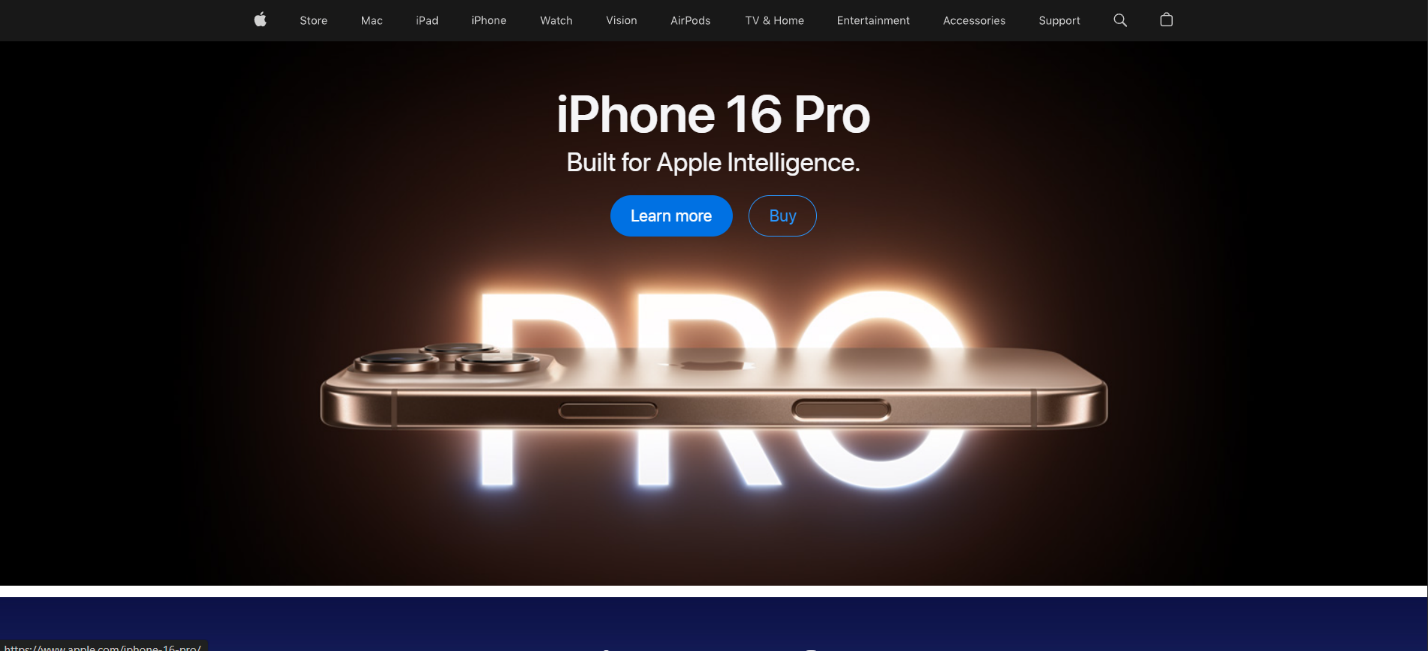 Store Mac iPad iPhone Watch Vision AirPods TV & Home Entertainment Accessories Support
iPhone 16 Pro
Built for Apple Intelligence.
Learn more Buy
PRO
https://www.apple.com/iphone-16-pro/